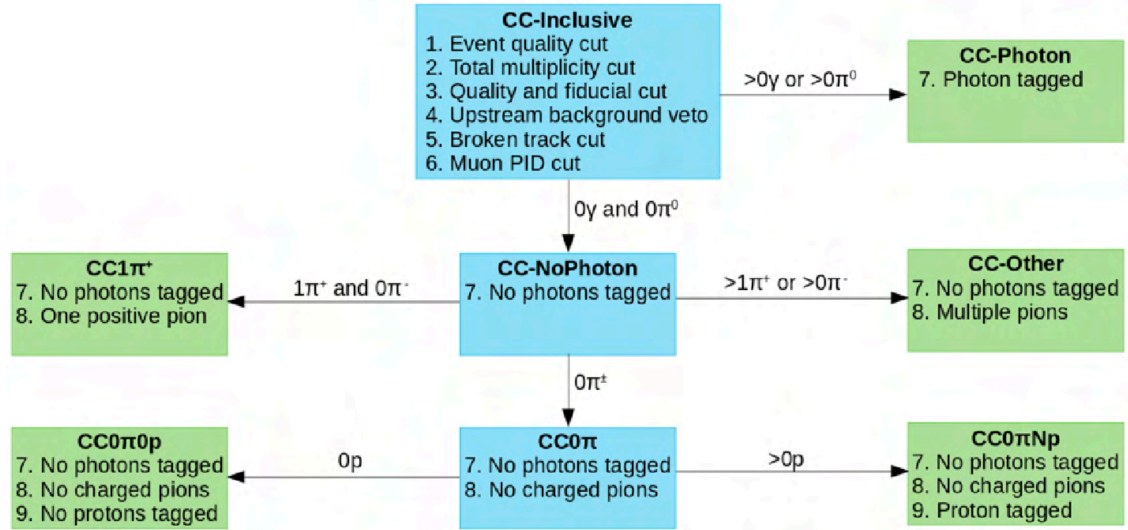 CC-Inclusive
1. Event quality cut
2. Total multiplicity cut
3. Quality and fiducial cut
4. Upstream background veto
5. Broken track cut
6. Muon PID cut
>0γ or >0π⁰
CC-Photon
7. Photon tagged
0γ and 0π⁰
CC1π⁺
7. No photons tagged
8. One positive pion
1π⁺ and 0π⁻
CC-NoPhoton
7. No photons tagged
>1π⁺ or >0π⁻
CC-Other
7. No photons tagged
8. Multiple pions
0π±
CC0π0p
7. No photons tagged
8. No charged pions
9. No protons tagged
0p
CC0π
7. No photons tagged
8. No charged pions
>0p
CC0πNp
7. No photons tagged
8. No charged pions
9. Proton tagged